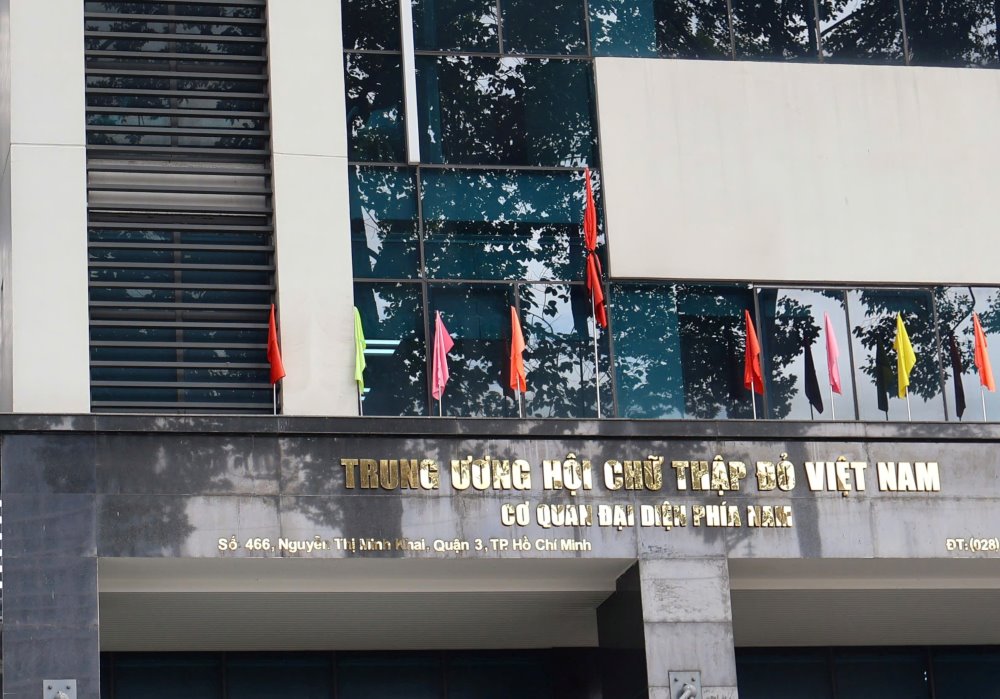 TRUNG ƯƠNG HỘI CHỮ THẬP ĐỎ VIỆT NAM
CƠ QUAN ĐẠI DIỆN PHÍA NAM
Số 466, Nguyễn Thị Minh Khai, Quận 3, TP. Hồ Chí Minh
ĐT: (028)